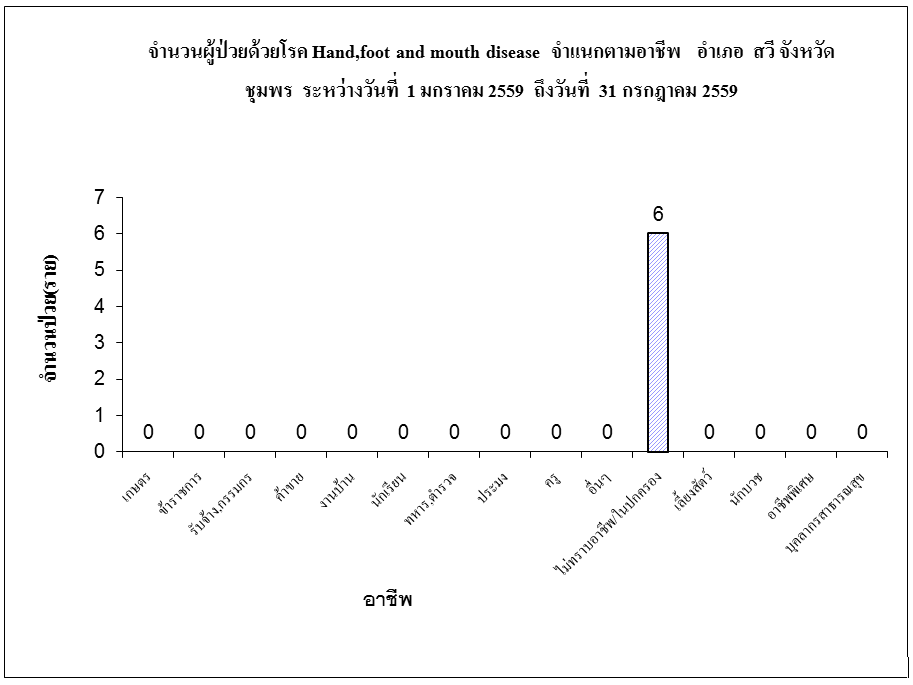 จำนวนผู้ป่วยด้วยโรค Hand,foot and mouth disease จำแนกตามอาชีพ อำเภอ สวี จังหวัด
ชุมพร ระหว่างวันที่ 1 มกราคม 2559 ถึงวันที่ 31 กรกฎาคม 2559
จำนวนป่วย(ราย)
7
6
5
4
3
2
1
0
0 0 0 0 0 0 0 0 0 0 6 0 0 0 0
เกษตร
ข้าราชการ
รับจ้าง,กรรมกร
ค้าขาย
งานบ้าน
นักเรียน
ทหาร,ตำรวจ
ประมง
ครู
อื่นๆ
ไม่ทราบอาชีพ/ในปกครอง
เลี้ยงสัตว์
นักบวช
อาชีพพิเศษ
บุคลากรสาธารณสุข
อาชีพ